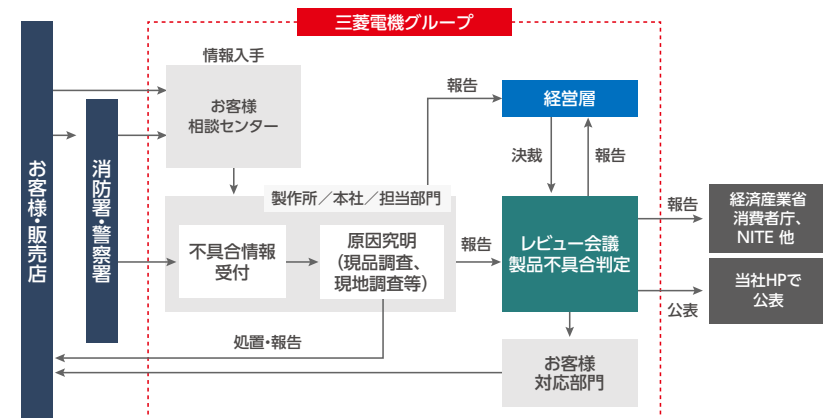 三菱電機グループ
情報入手
お客様
相談センター
報告
経営層
お客様・販売店
消防署・警察署
決裁
報告
製作所／本社／担当部門
不具合情報
受付
原因究明
（現品調査、
現地調査等）
報告
レビュー会議
製品不具合判定
報告
経済産業省
消費者庁、
NITE 他
公表
当社HPで
公表
処置・報告
お客様
対応部門